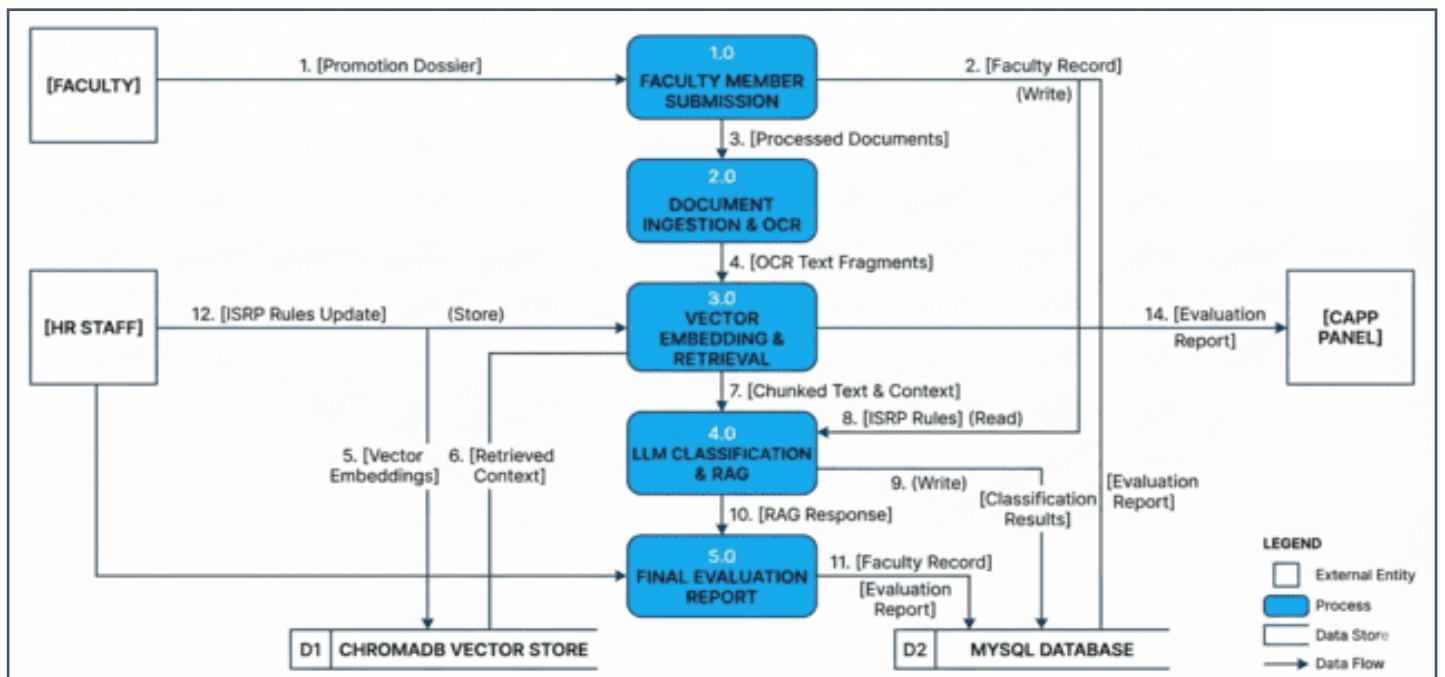 [FACULTY]
1. [Promotion Dossier]
1.0
FACULTY MEMBER
SUBMISSION
2. [Faculty Record]
(Write)
3. [Processed Documents]
2.0
DOCUMENT
INGESTION & OCR
4. [OCR Text Fragments]
[HR STAFF]
12. [ISRP Rules Update]
(Store)
3.0
VECTOR
EMBEDDING &
RETRIEVAL
14. [Evaluation
Report]
[CAPP
PANEL]
7. [Chunked Text & Context]
8. [ISRP Rules] (Read)
4.0
LLM CLASSIFICATION
& RAG
5. [Vector
Embeddings]
6. [Retrieved
Context]
9. (Write)
[Classification
Results]
[Evaluation
Report]
10. [RAG Response]
5.0
FINAL EVALUATION
REPORT
11. [Faculty Record]
[Evaluation
Report]
D1
CHROMADB VECTOR STORE
D2
MYSQL DATABASE
LEGEND
External Entity
Process
Data Store
Data Flow